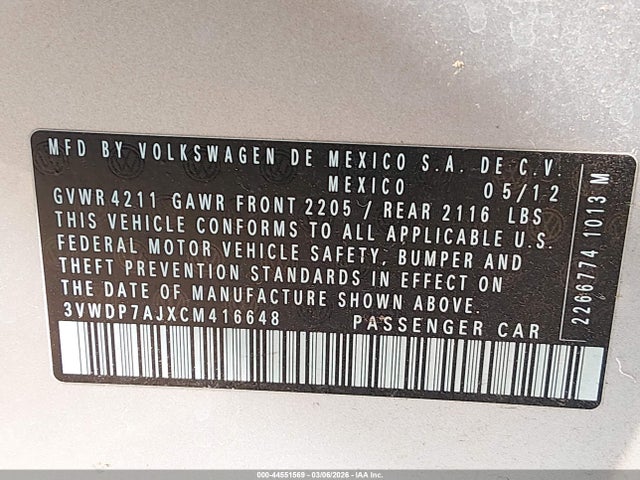 MFD BY VOLKSWAGEN DE MEXICO S.A. DE C.V.
MEXICO 05/12
GVWR 4211 GAWR FRONT 2205 / REAR 2116 LBS
THIS VEHICLE CONFORMS TO ALL APPLICABLE U.S.
FEDERAL MOTOR VEHICLE SAFETY, BUMPER AND
THEFT PREVENTION STANDARDS IN EFFECT ON
THE DATE OF MANUFACTURE SHOWN ABOVE.
3VWDP7AJXCM416648 PASSENGER CAR
2266774 1013 M
000-44551569 - 03/06/2026 - IAA Inc.